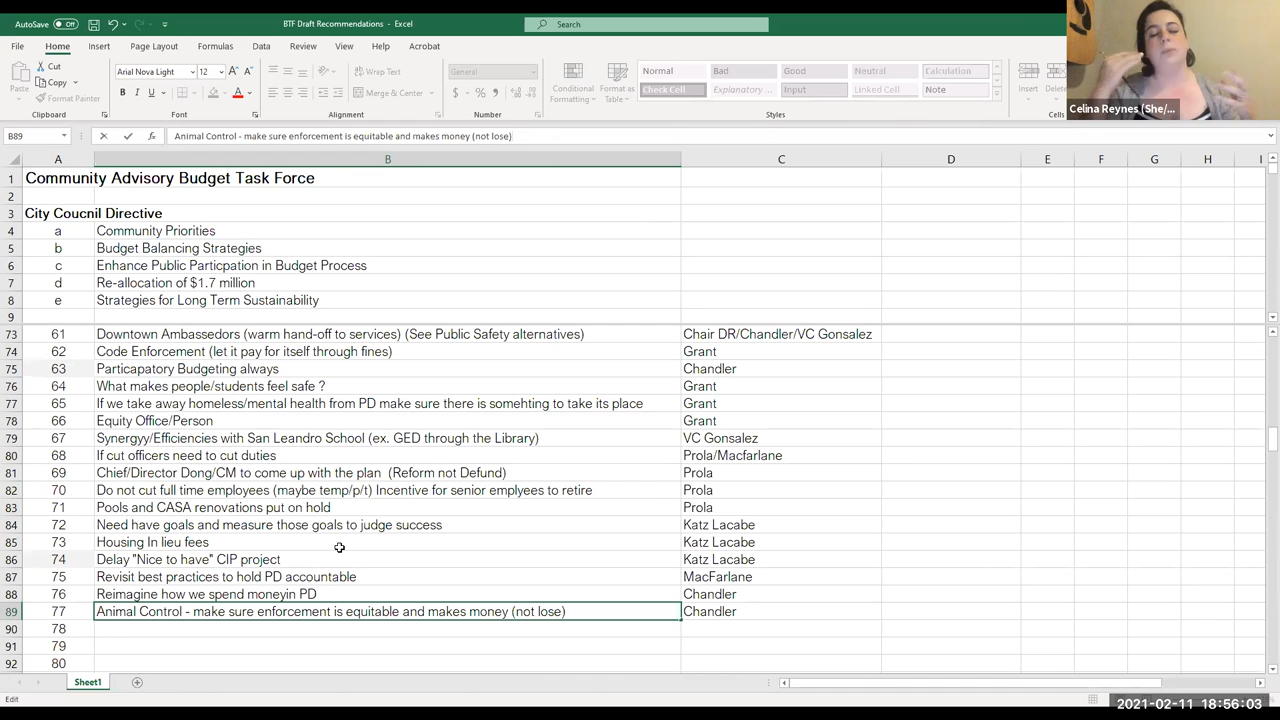 AutoSave Off BTF Draft Recommendations - Excel Search
File Home Insert Page Layout Formulas Data Review View Help Acrobat
Paste Cut Copy Format Painter
Arial Nova Light 12 Wrap Text General Normal Bad Good Neutral Calculation
B I U Merge & Center $ % Conditional Formatting Format as Table Check Cell Explanatory ... Input Linked Cell Note Insert
Clipboard Font Alignment Number Styles
Celina Reynes (She/...
B89 fx Animal Control - make sure enforcement is equitable and makes money (not lose)
A B C D E F G H I
1 Community Advisory Budget Task Force
2
3 City Coucnil Directive
4 a Community Priorities
5 b Budget Balancing Strategies
6 c Enhance Public Particpation in Budget Process
7 d Re-allocation of $1.7 million
8 e Strategies for Long Term Sustainability
9
73 61 Downtown Ambassedors (warm hand-off to services) (See Public Safety alternatives) Chair DR/Chandler/VC Gonsalez
74 62 Code Enforcement (let it pay for itself through fines) Grant
75 63 Particapatory Budgeting always Chandler
76 64 What makes people/students feel safe ? Grant
77 65 If we take away homeless/mental health from PD make sure there is somehting to take its place Grant
78 66 Equity Office/Person Grant
79 67 Synergyy/Efficiencies with San Leandro School (ex. GED through the Library) VC Gonsalez
80 68 If cut officers need to cut duties Prola/Macfarlane
81 69 Chief/Director Dong/CM to come up with the plan (Reform not Defund) Prola
82 70 Do not cut full time employees (maybe temp/p/t) Incentive for senior emplyees to retire Prola
83 71 Pools and CASA renovations put on hold Prola
84 72 Need have goals and measure those goals to judge success Katz Lacabe
85 73 Housing In lieu fees Katz Lacabe
86 74 Delay "Nice to have" CIP project Katz Lacabe
87 75 Revisit best practices to hold PD accountable MacFarlane
88 76 Reimagine how we spend moneyin PD Chandler
89 77 Animal Control - make sure enforcement is equitable and makes money (not lose) Chandler
90 78
91 79
92 80
Sheet1
Edit
2021-02-11 18:56:03